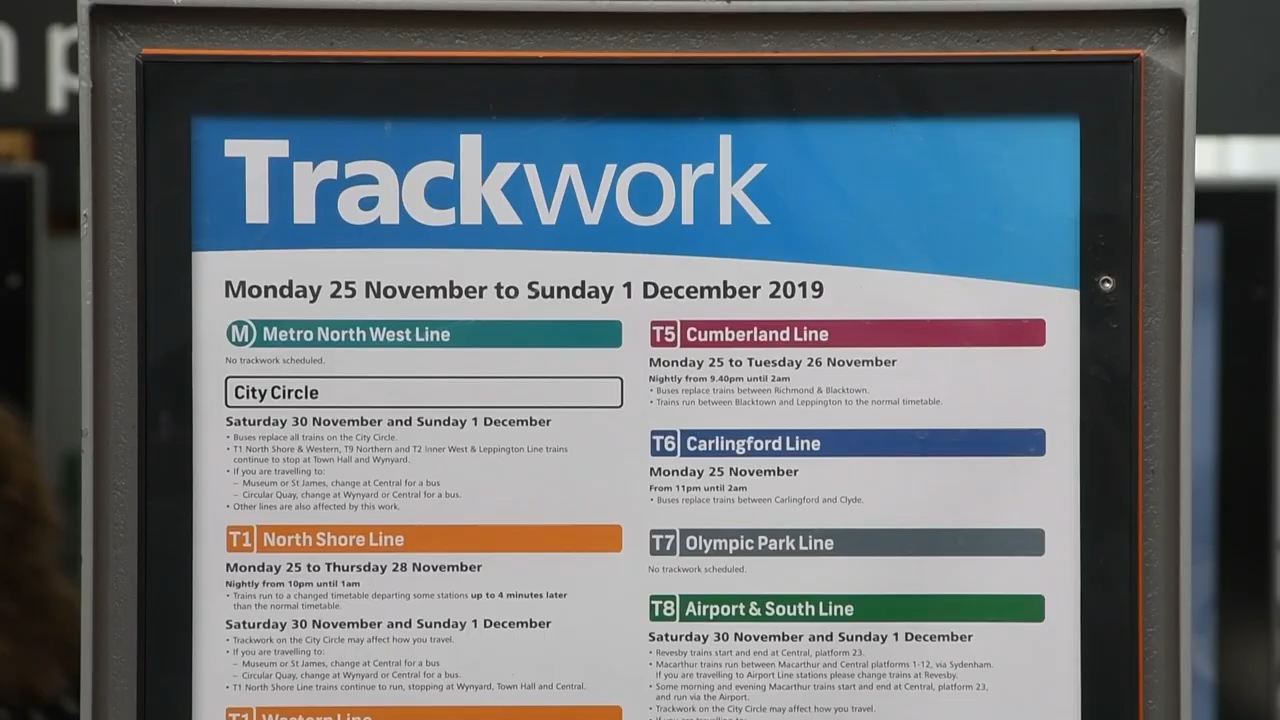 p
Trackwork
Monday 25 November to Sunday 1 December 2019
M Metro North West Line
No trackwork scheduled.
City Circle
Saturday 30 November and Sunday 1 December
• Buses replace all trains on the City Circle.
• T1 North Shore & Western, T9 Northern and T2 Inner West & Leppington Line trains
continue to stop at Town Hall and Wynyard.
• If you are travelling to:
– Museum or St James, change at Central for a bus
– Circular Quay, change at Wynyard or Central for a bus.
• Other lines are also affected by this work.
T1 North Shore Line
Monday 25 to Thursday 28 November
Nightly from 10pm until 1am
• Trains run to a changed timetable departing some stations up to 4 minutes later
than the normal timetable.
Saturday 30 November and Sunday 1 December
• Trackwork on the City Circle may affect how you travel.
• If you are travelling to:
– Museum or St James, change at Central for a bus
– Circular Quay, change at Wynyard or Central for a bus.
• T1 North Shore Line trains continue to run, stopping at Wynyard, Town Hall and Central.
T1 Western Line
T5 Cumberland Line
Monday 25 to Tuesday 26 November
Nightly from 9.40pm until 2am
• Buses replace trains between Richmond & Blacktown.
• Trains run between Blacktown and Leppington to the normal timetable.
T6 Carlingford Line
Monday 25 November
From 11pm until 2am
• Buses replace trains between Carlingford and Clyde.
T7 Olympic Park Line
No trackwork scheduled.
T8 Airport & South Line
Saturday 30 November and Sunday 1 December
• Revesby trains start and end at Central, platform 23.
• Macarthur trains run between Macarthur and Central platforms 1-12, via Sydenham.
If you are travelling to Airport Line stations please change trains at Revesby.
• Some morning and evening Macarthur trains start and end at Central, platform 23,
and run via the Airport.
• Trackwork on the City Circle may affect how you travel.
• If you are travelling to: